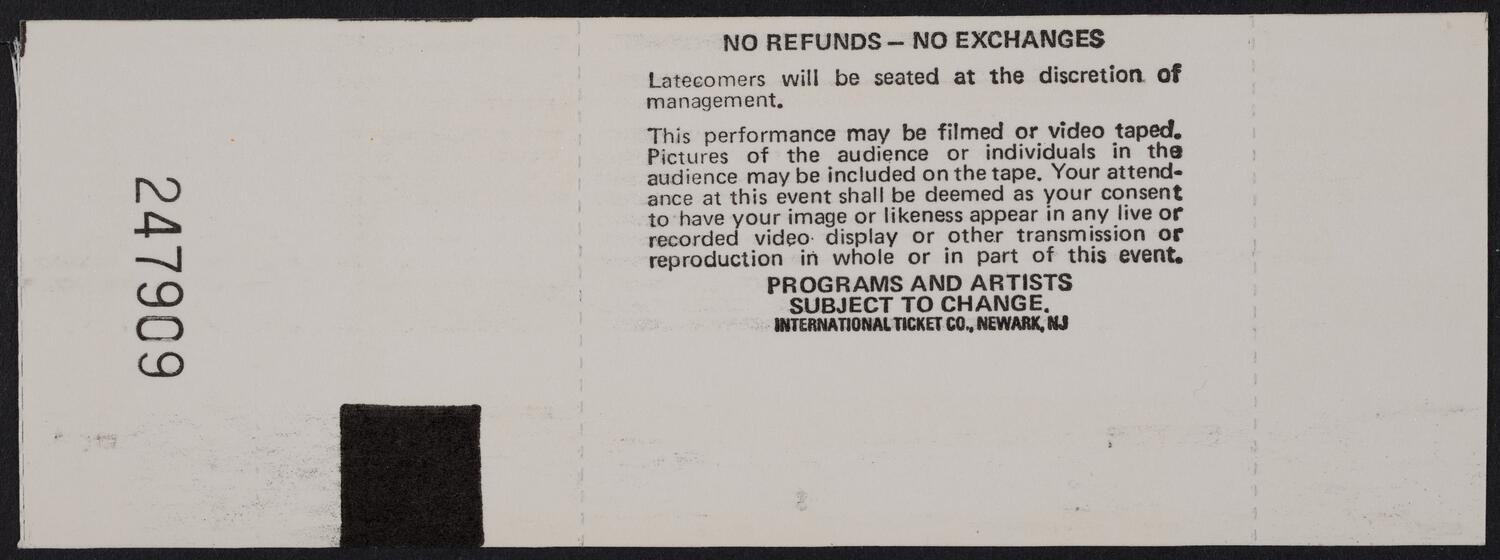 247909
NO REFUNDS – NO EXCHANGES
Latecomers will be seated at the discretion of
management.
This performance may be filmed or video taped.
Pictures of the audience or individuals in the
audience may be included on the tape. Your attend-
ance at this event shall be deemed as your consent
to have your image or likeness appear in any live or
recorded video display or other transmission or
reproduction in whole or in part of this event.
PROGRAMS AND ARTISTS
SUBJECT TO CHANGE.
INTERNATIONAL TICKET CO., NEWARK, NJ